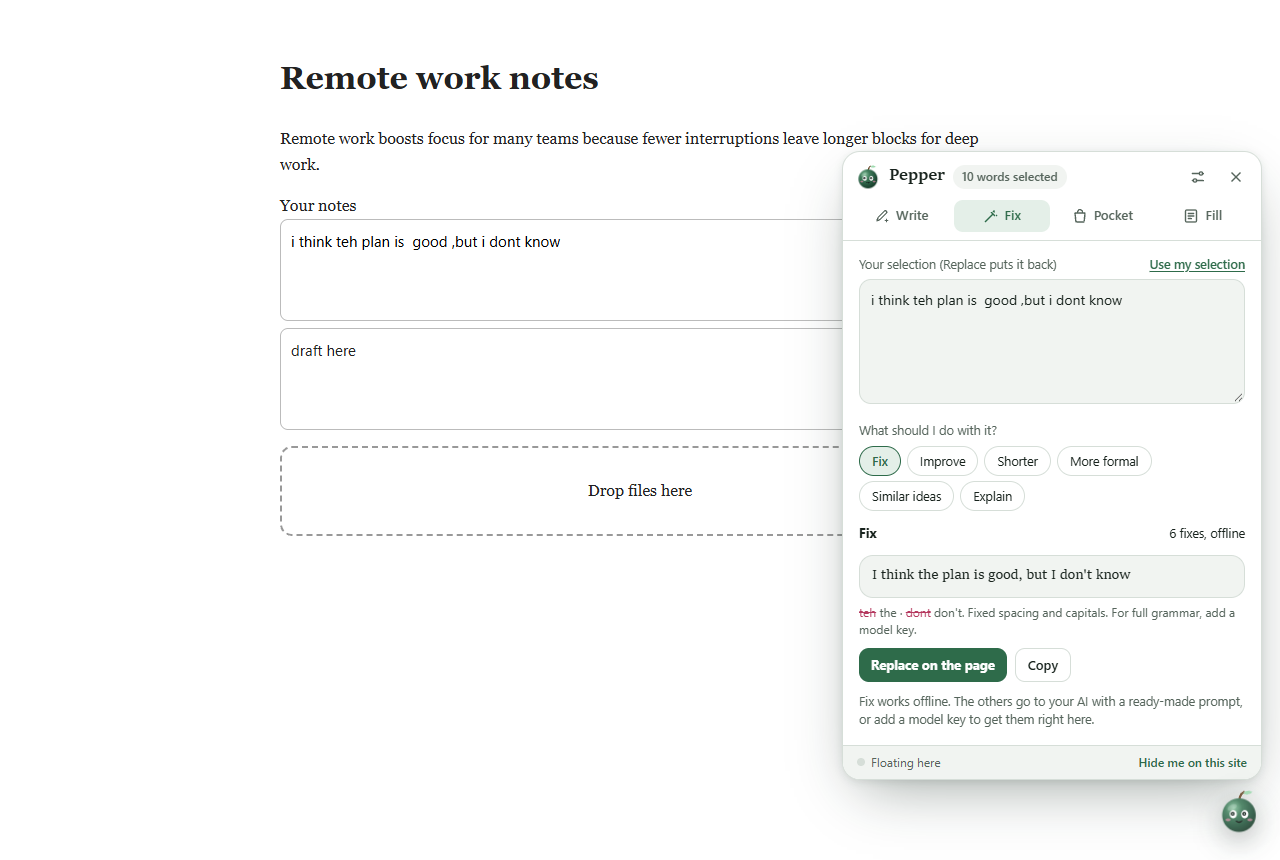 Remote work notes
Remote work boosts focus for many teams because fewer interruptions leave longer blocks for deep
work.
Your notes
i think teh plan is  good ,but i dont know
draft here
Drop files here
Pepper
10 words selected
Write
Fix
Pocket
Fill
Your selection (Replace puts it back)
Use my selection
i think teh plan is  good ,but i dont know
What should I do with it?
Fix
Improve
Shorter
More formal
Similar ideas
Explain
Fix
6 fixes, offline
I think the plan is good, but I don't know
teh the · dont don't. Fixed spacing and capitals. For full grammar, add a
model key.
Replace on the page
Copy
Fix works offline. The others go to your AI with a ready-made prompt,
or add a model key to get them right here.
Floating here
Hide me on this site